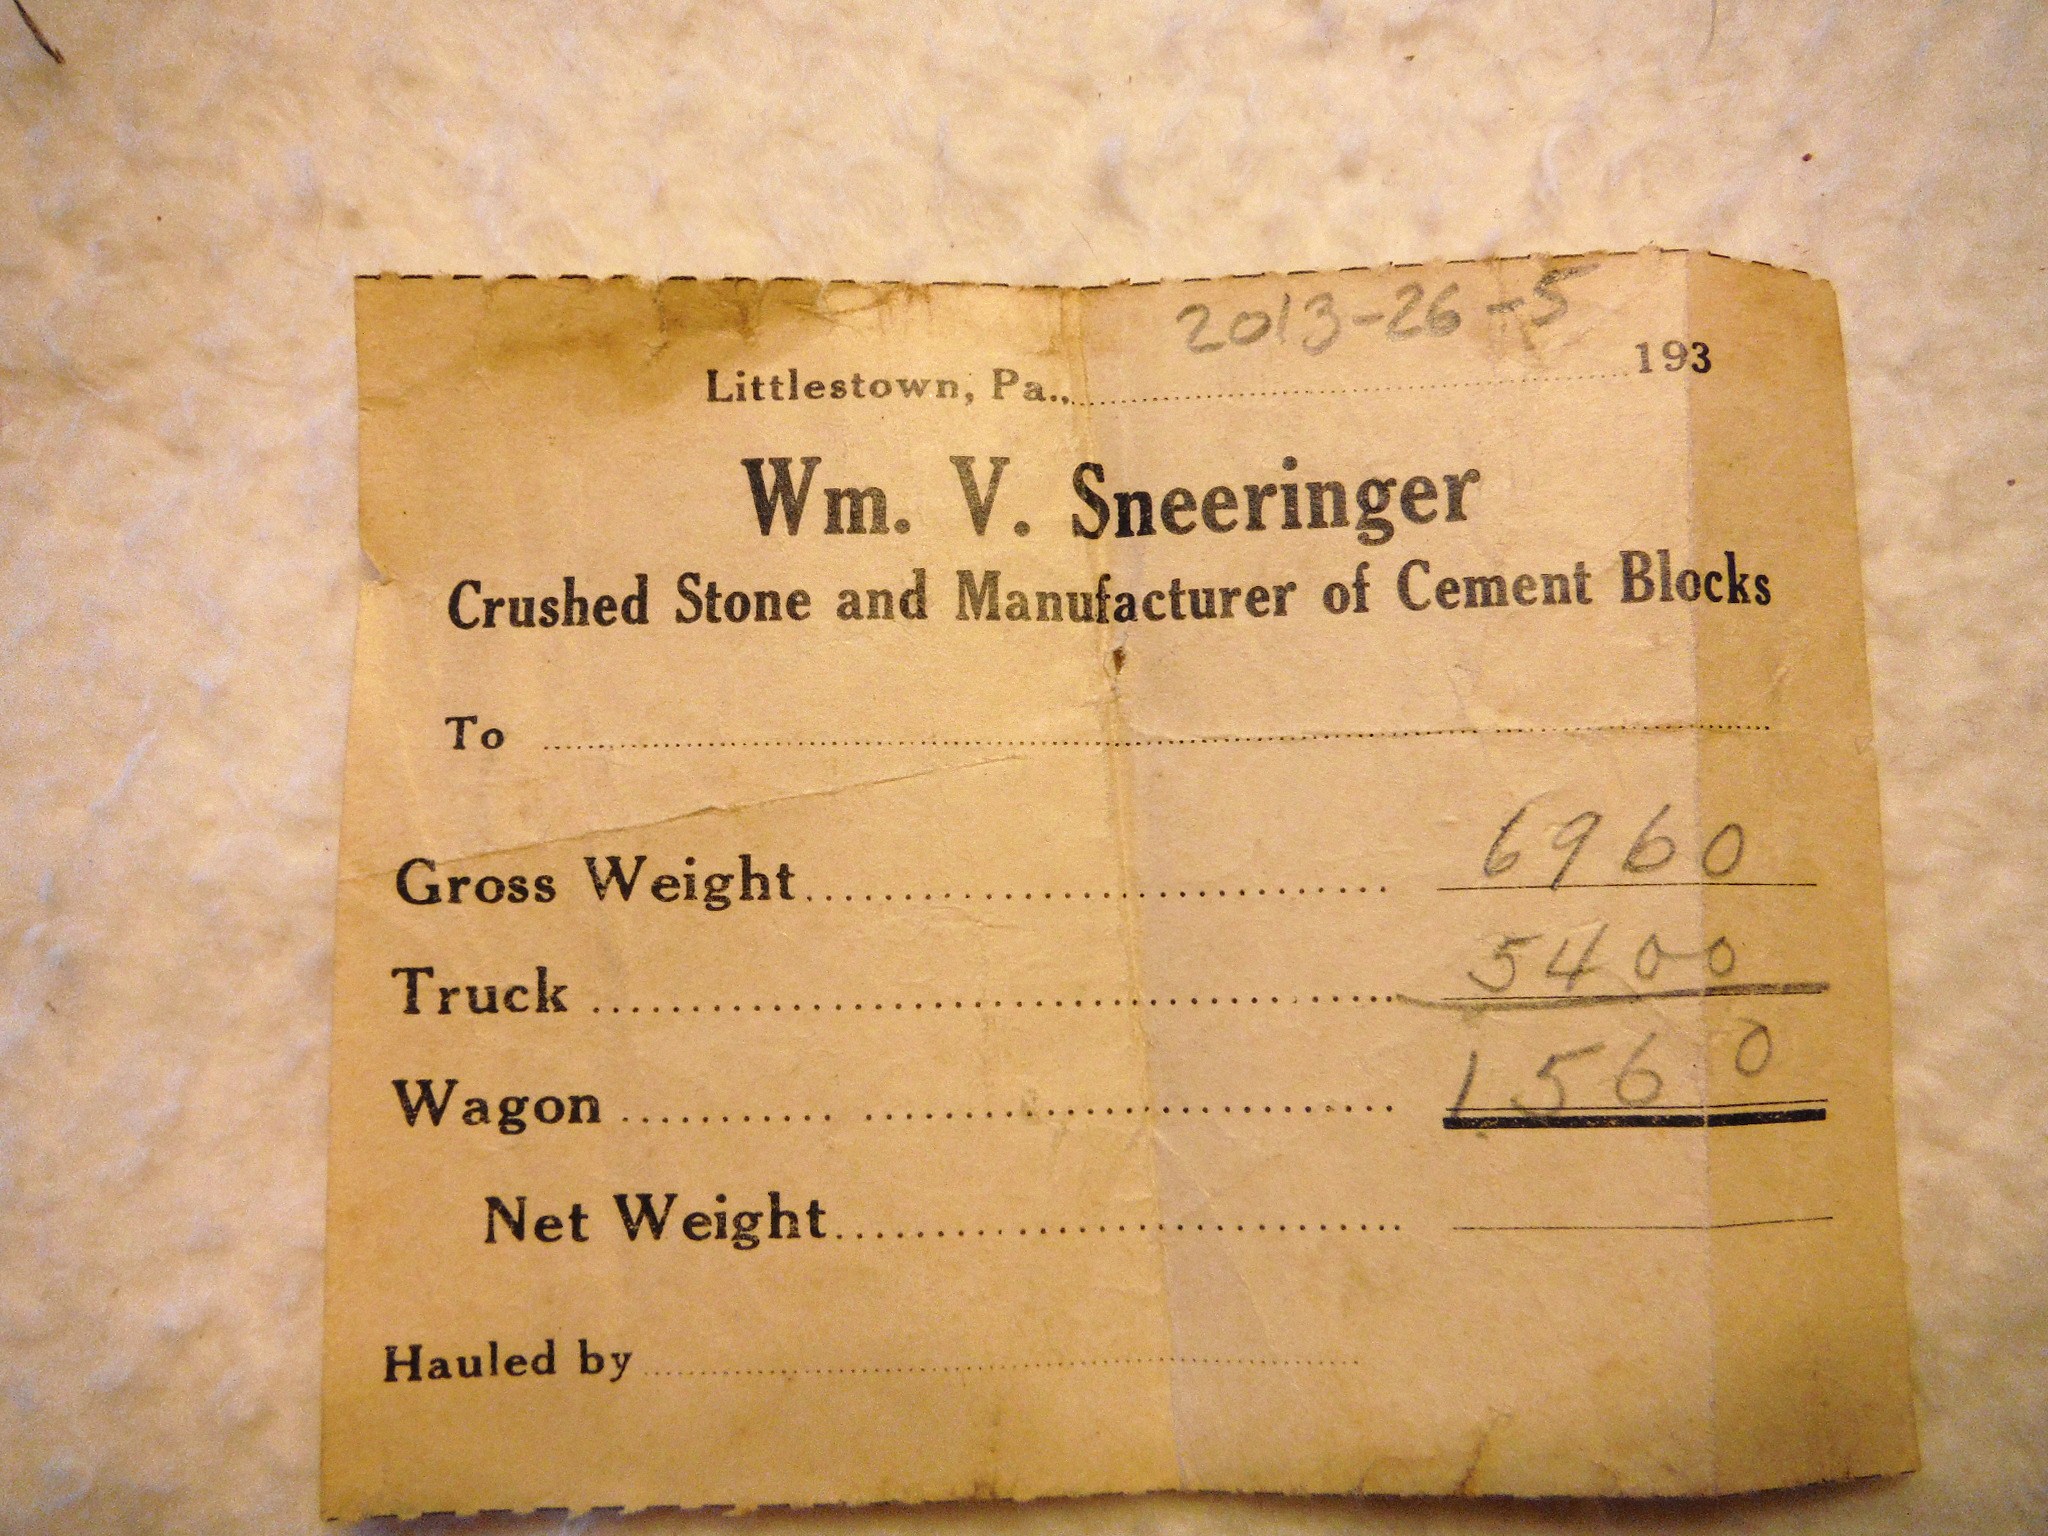 2013-26-5
Littlestown, Pa., 193
Wm. V. Sneeringer
Crushed Stone and Manufacturer of Cement Blocks
To
Gross Weight 6960
Truck 5400
Wagon 1560
Net Weight
Hauled by